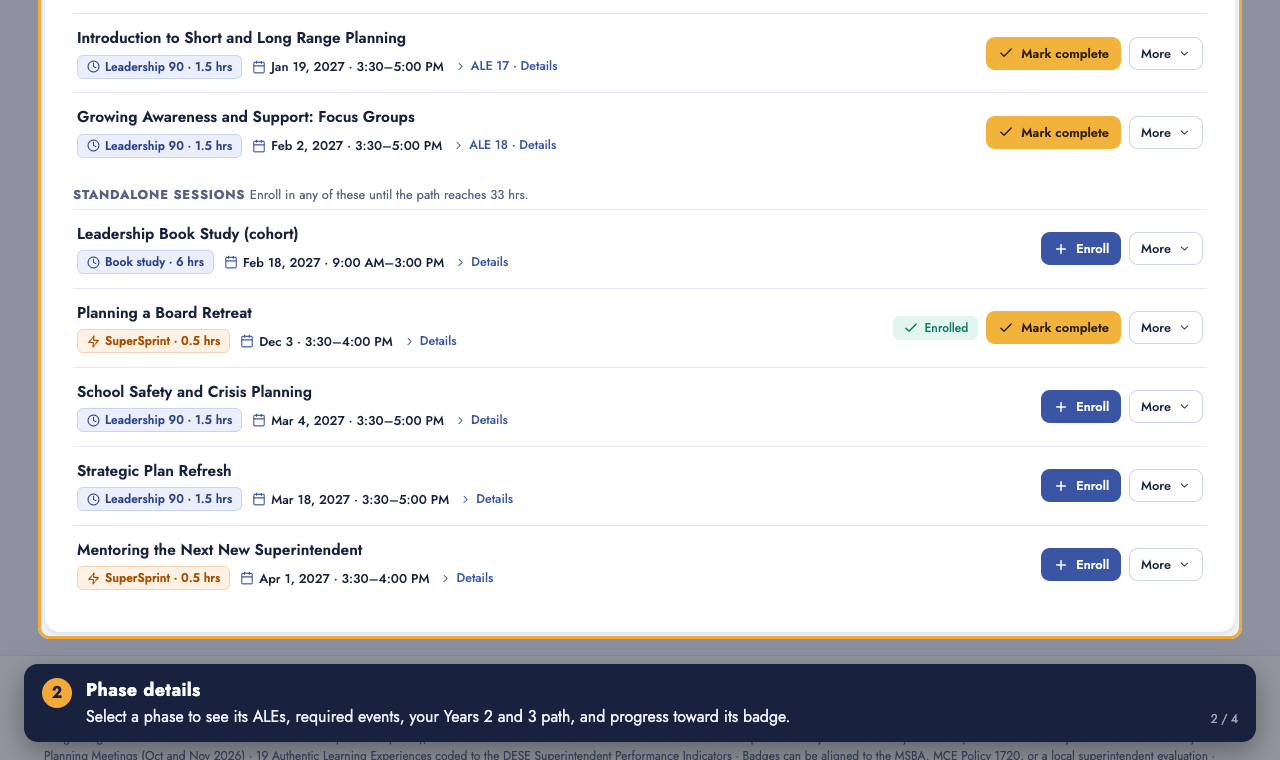 Introduction to Short and Long Range Planning
Leadership 90 · 1.5 hrs Jan 19, 2027 · 3:30–5:00 PM ALE 17 · Details
Mark complete More
Growing Awareness and Support: Focus Groups
Leadership 90 · 1.5 hrs Feb 2, 2027 · 3:30–5:00 PM ALE 18 · Details
Mark complete More
STANDALONE SESSIONS Enroll in any of these until the path reaches 33 hrs.
Leadership Book Study (cohort)
Book study · 6 hrs Feb 18, 2027 · 9:00 AM–3:00 PM Details
Enroll More
Planning a Board Retreat
SuperSprint · 0.5 hrs Dec 3 · 3:30–4:00 PM Details
Enrolled Mark complete More
School Safety and Crisis Planning
Leadership 90 · 1.5 hrs Mar 4, 2027 · 3:30–5:00 PM Details
Enroll More
Strategic Plan Refresh
Leadership 90 · 1.5 hrs Mar 18, 2027 · 3:30–5:00 PM Details
Enroll More
Mentoring the Next New Superintendent
SuperSprint · 0.5 hrs Apr 1, 2027 · 3:30–4:00 PM Details
Enroll More
2 Phase details
Select a phase to see its ALEs, required events, your Years 2 and 3 path, and progress toward its badge.
2 / 4
Planning Meetings (Oct and Nov 2026) · 19 Authentic Learning Experiences coded to the DESE Superintendent Performance Indicators · Badges can be aligned to the MSBA, MCE Policy 1720, or a local superintendent evaluation ·